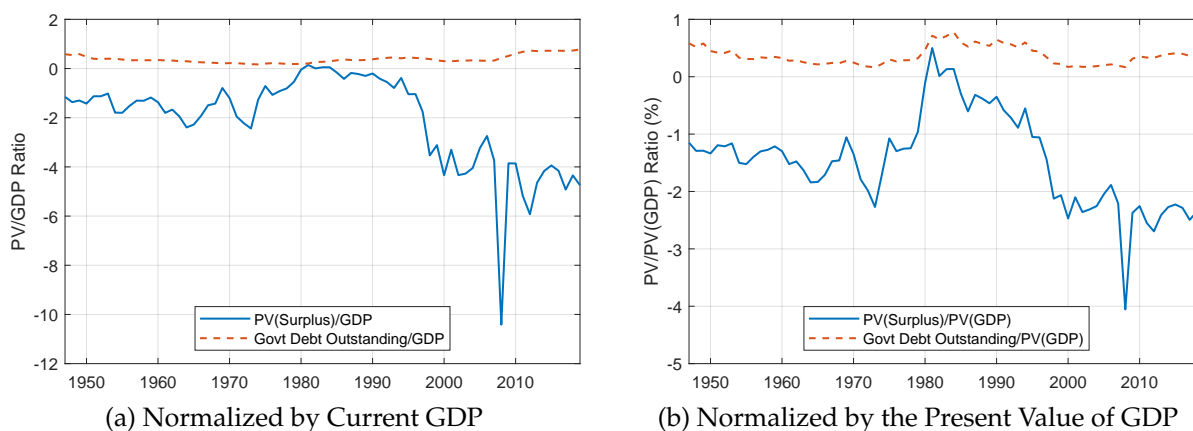 2
0
-2
-4
-6
-8
-10
-12
PV/GDP Ratio
1950 1960 1970 1980 1990 2000 2010
PV(Surplus)/GDP
Govt Debt Outstanding/GDP
(a) Normalized by Current GDP
1
0
-1
-2
-3
-4
-5
PV/PV(GDP) Ratio (%)
1950 1960 1970 1980 1990 2000 2010
PV(Surplus)/PV(GDP)
Govt Debt Outstanding/PV(GDP)
(b) Normalized by the Present Value of GDP